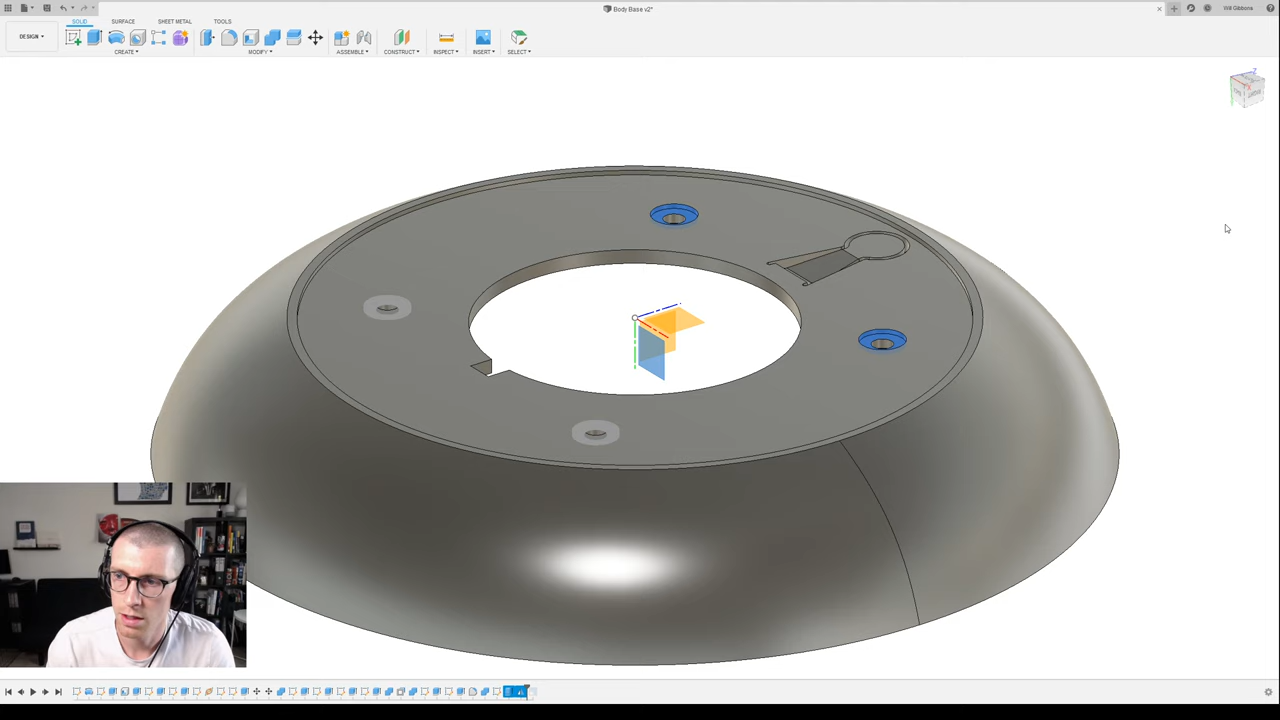 Body Base v2*
Will Gibbons
SOLID SURFACE SHEET METAL TOOLS
DESIGN ▾
CREATE ▾ MODIFY ▾ ASSEMBLE ▾ CONSTRUCT ▾ INSPECT ▾ INSERT ▾ SELECT ▾
Z
X